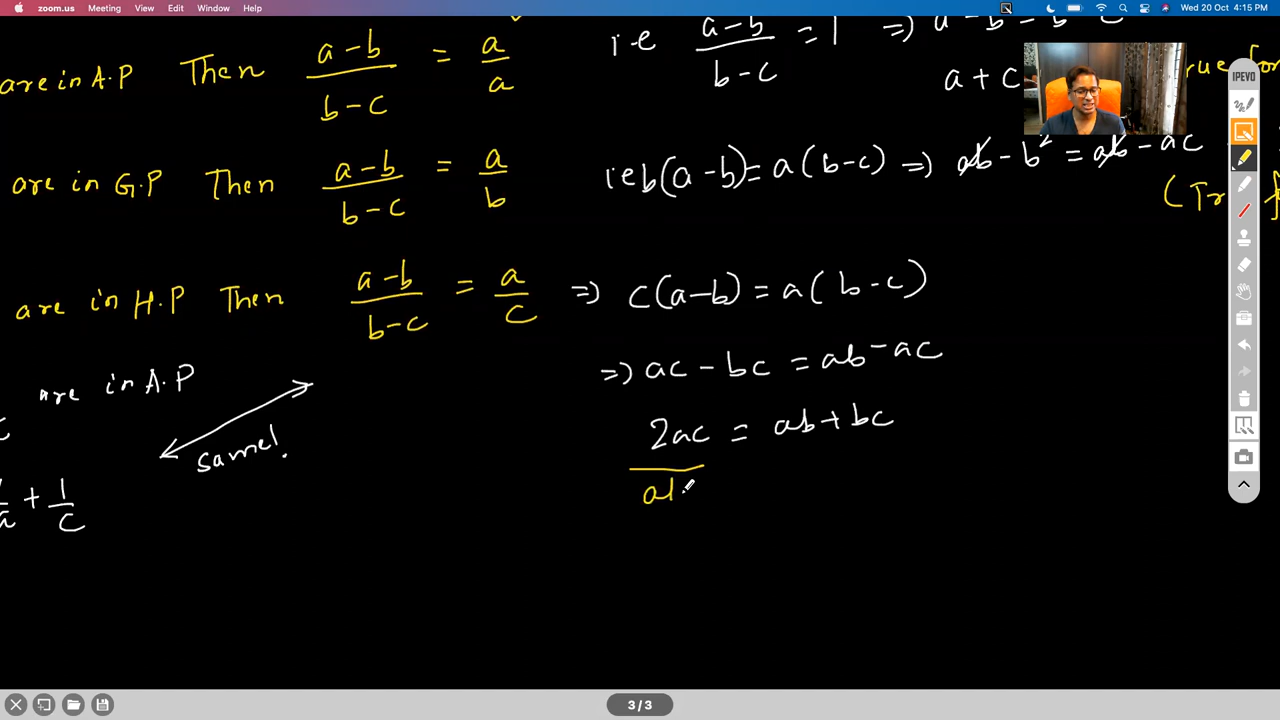 zoom.us Meeting View Edit Window Help Wed 20 Oct 4:15 PM
are in A.P Then a-b/b-c = a/a
i.e a-b/b-c = 1 =>
a + c
IPEVO
are in G.P Then a-b/b-c = a/b
i.e b(a-b) = a(b-c) => ab - b² = ab - ac
are in H.P Then a-b/b-c = a/c => c(a-b) = a(b-c)
=> ac - bc = ab - ac
are in A.P
2ac = ab + bc
same!
+ 1/c
3/3